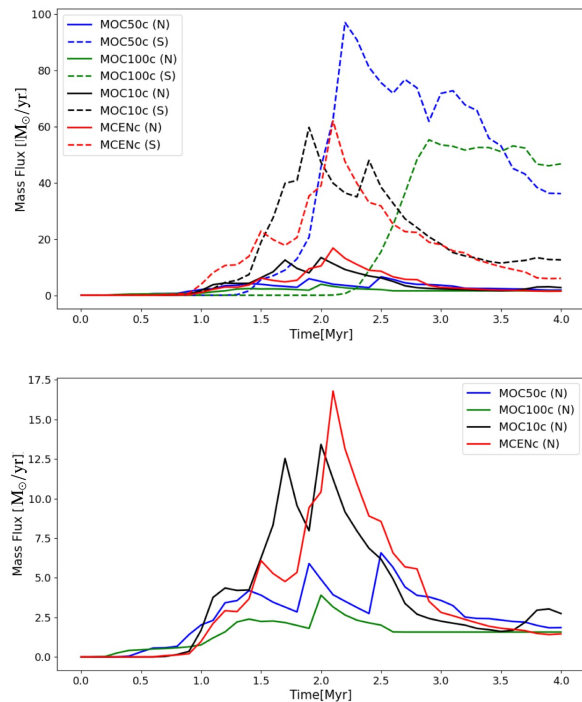 100
80
60
40
20
0
Mass Flux [M⊙/yr]
MOC50c (N)
MOC50c (S)
MOC100c (N)
MOC100c (S)
MOC10c (N)
MOC10c (S)
MCENc (N)
MCENc (S)
0.0 0.5 1.0 1.5 2.0 2.5 3.0 3.5 4.0
Time[Myr]
17.5
15.0
12.5
10.0
7.5
5.0
2.5
0.0
Mass Flux [M⊙/yr]
MOC50c (N)
MOC100c (N)
MOC10c (N)
MCENc (N)
0.0 0.5 1.0 1.5 2.0 2.5 3.0 3.5 4.0
Time[Myr]